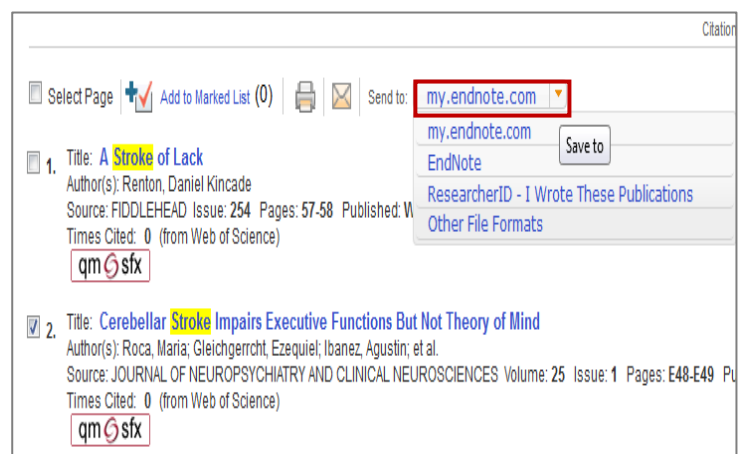 Citation
Select Page Add to Marked List (0) Send to: my.endnote.com
my.endnote.com
Save to
EndNote
ResearcherID - I Wrote These Publications
Other File Formats
1. Title: A Stroke of Lack
Author(s): Renton, Daniel Kincade
Source: FIDDLEHEAD Issue: 254 Pages: 57-58 Published: W
Times Cited: 0 (from Web of Science)
qm sfx
2. Title: Cerebellar Stroke Impairs Executive Functions But Not Theory of Mind
Author(s): Roca, Maria; Gleichgerrcht, Ezequiel; Ibanez, Agustin; et al.
Source: JOURNAL OF NEUROPSYCHIATRY AND CLINICAL NEUROSCIENCES Volume: 25 Issue: 1 Pages: E48-E49 Pu
Times Cited: 0 (from Web of Science)
qm sfx